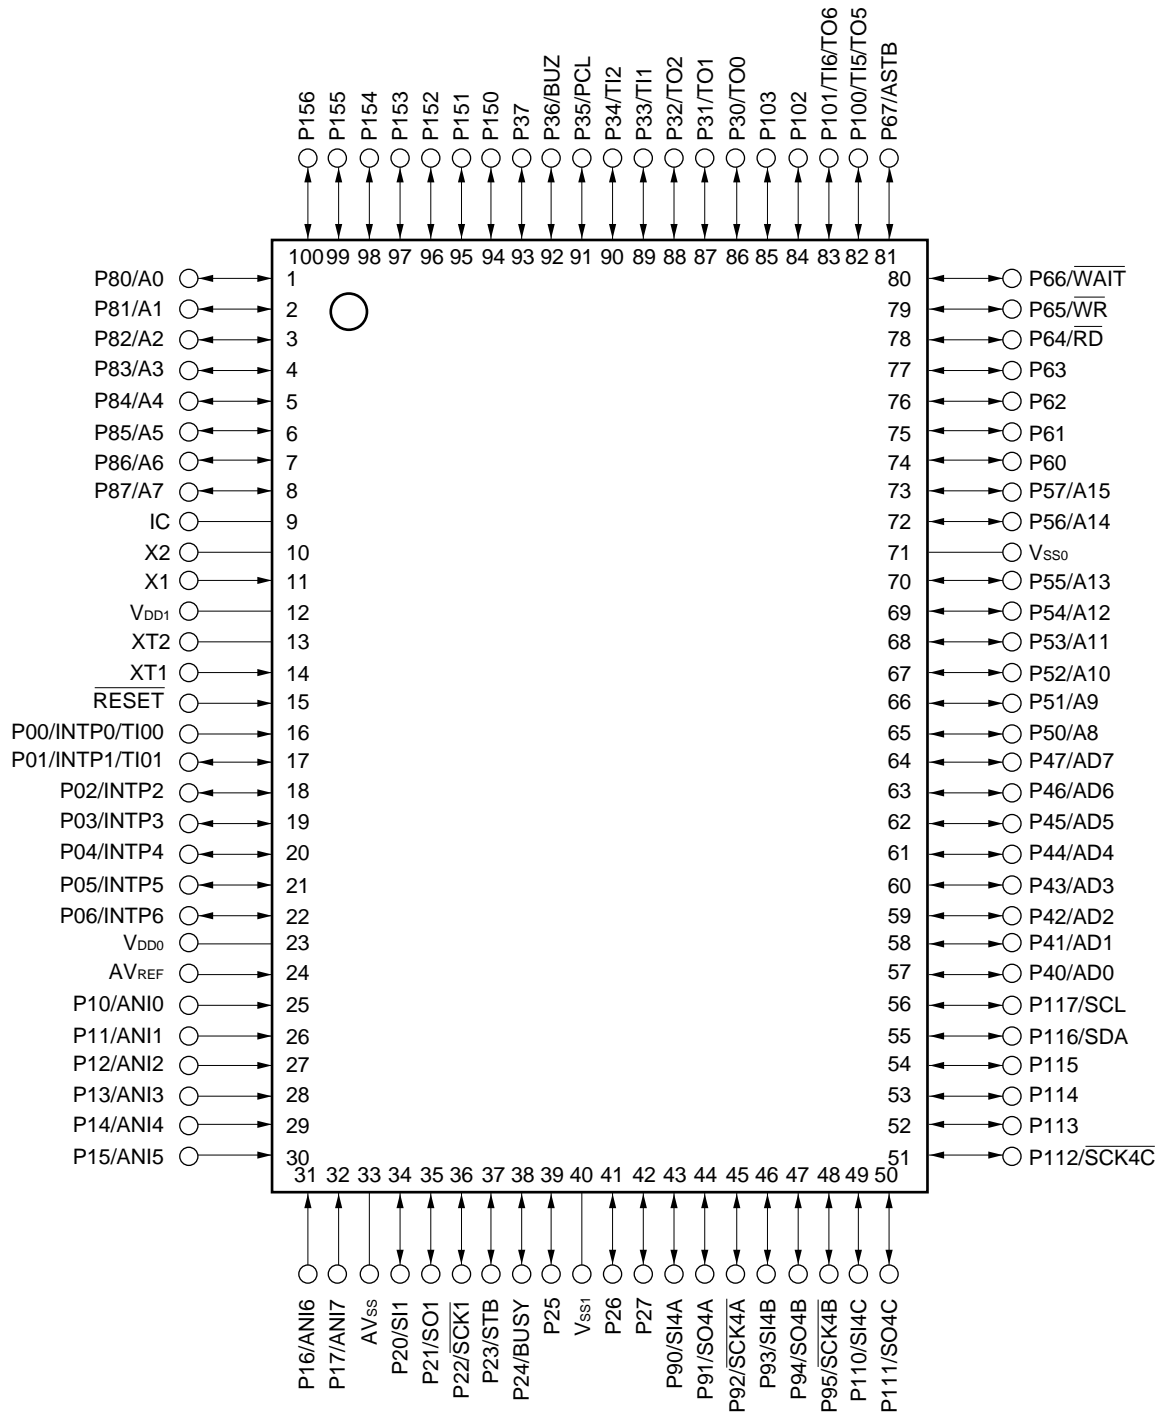 P156
P155
P154
P153
P152
P151
P150
P37
P36/BUZ
P35/PCL
P34/TI2
P33/TI1
P32/TO2
P31/TO1
P30/TO0
P103
P102
P101/TI6/TO6
P100/TI5/TO5
P67/ASTB
100 99 98 97 96 95 94 93 92 91 90 89 88 87 86 85 84 83 82 81
P80/A0 1 80 P66/WAIT
P81/A1 2 79 P65/WR
P82/A2 3 78 P64/RD
P83/A3 4 77 P63
P84/A4 5 76 P62
P85/A5 6 75 P61
P86/A6 7 74 P60
P87/A7 8 73 P57/A15
IC 9 72 P56/A14
X2 10 71 VSS0
X1 11 70 P55/A13
VDD1 12 69 P54/A12
XT2 13 68 P53/A11
XT1 14 67 P52/A10
RESET 15 66 P51/A9
P00/INTP0/TI00 16 65 P50/A8
P01/INTP1/TI01 17 64 P47/AD7
P02/INTP2 18 63 P46/AD6
P03/INTP3 19 62 P45/AD5
P04/INTP4 20 61 P44/AD4
P05/INTP5 21 60 P43/AD3
P06/INTP6 22 59 P42/AD2
VDD0 23 58 P41/AD1
AVREF 24 57 P40/AD0
P10/ANI0 25 56 P117/SCL
P11/ANI1 26 55 P116/SDA
P12/ANI2 27 54 P115
P13/ANI3 28 53 P114
P14/ANI4 29 52 P113
P15/ANI5 30 51 P112/SCK4C
31 32 33 34 35 36 37 38 39 40 41 42 43 44 45 46 47 48 49 50
P16/ANI6
P17/ANI7
AVSS
P20/SI1
P21/SO1
P22/SCK1
P23/STB
P24/BUSY
P25
VSS1
P26
P27
P90/SI4A
P91/SO4A
P92/SCK4A
P93/SI4B
P94/SO4B
P95/SCK4B
P110/SI4C
P111/SO4C